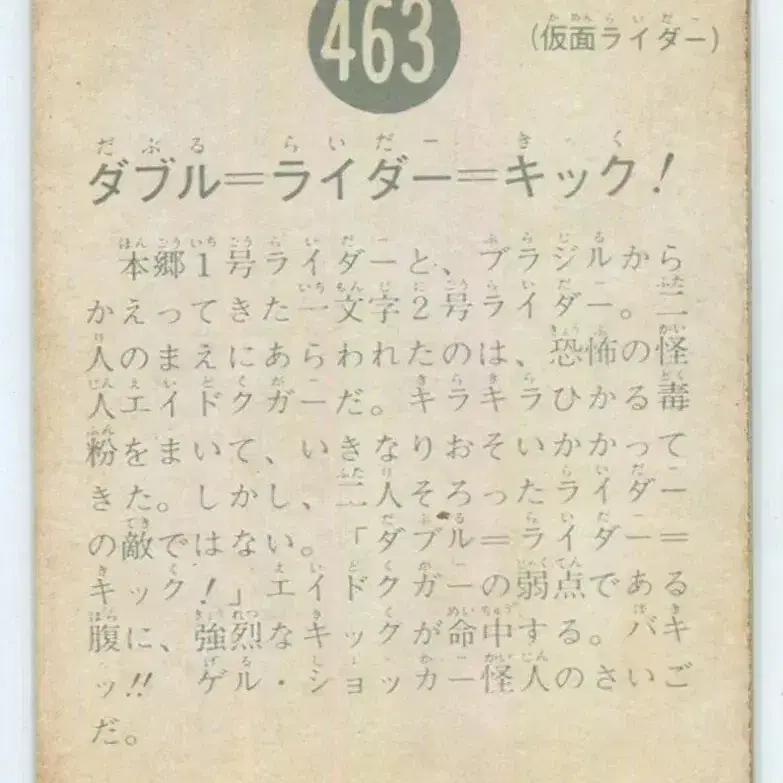 463
(仮面ライダー)
ダブル=ライダー=キック!
本郷1号ライダーと、ブラジルから
かえってきた一文字2号ライダー。二
人のまえにあらわれたのは、恐怖の怪
人エイドクガーだ。キラキラひかる毒
粉をまいて、いきなりおそいかかって
きた。しかし、二人そろったライダー
の敵ではない。「ダブル=ライダー=
キック!」エイドクガーの弱点である
腹に、強烈なキックが命中する。バキ
ッ!! ゲル・ショッカー怪人のさいご
だ。